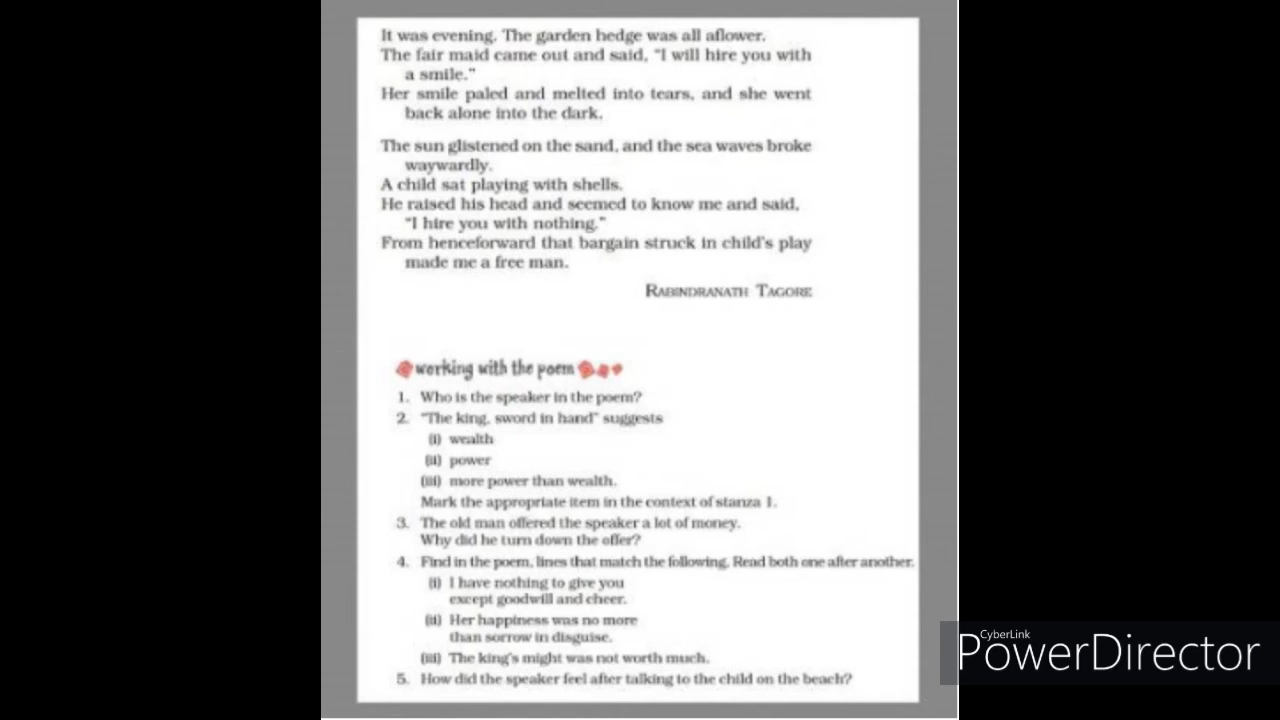 It was evening. The garden hedge was all aflower.
The fair maid came out and said, "I will hire you with
a smile."
Her smile paled and melted into tears, and she went
back alone into the dark.
The sun glistened on the sand, and the sea waves broke
waywardly.
A child sat playing with shells.
He raised his head and seemed to know me and said,
"I hire you with nothing."
From henceforward that bargain struck in child's play
made me a free man.
RABINDRANATH TAGORE
working with the poem
1. Who is the speaker in the poem?
2. "The king, sword in hand" suggests
(i) wealth
(ii) power
(iii) more power than wealth.
Mark the appropriate item in the context of stanza 1.
3. The old man offered the speaker a lot of money.
Why did he turn down the offer?
4. Find in the poem, lines that match the following. Read both one after another.
(i) I have nothing to give you
except goodwill and cheer.
(ii) Her happiness was no more
than sorrow in disguise.
(iii) The king's might was not worth much.
5. How did the speaker feel after talking to the child on the beach?
CyberLink
PowerDirector